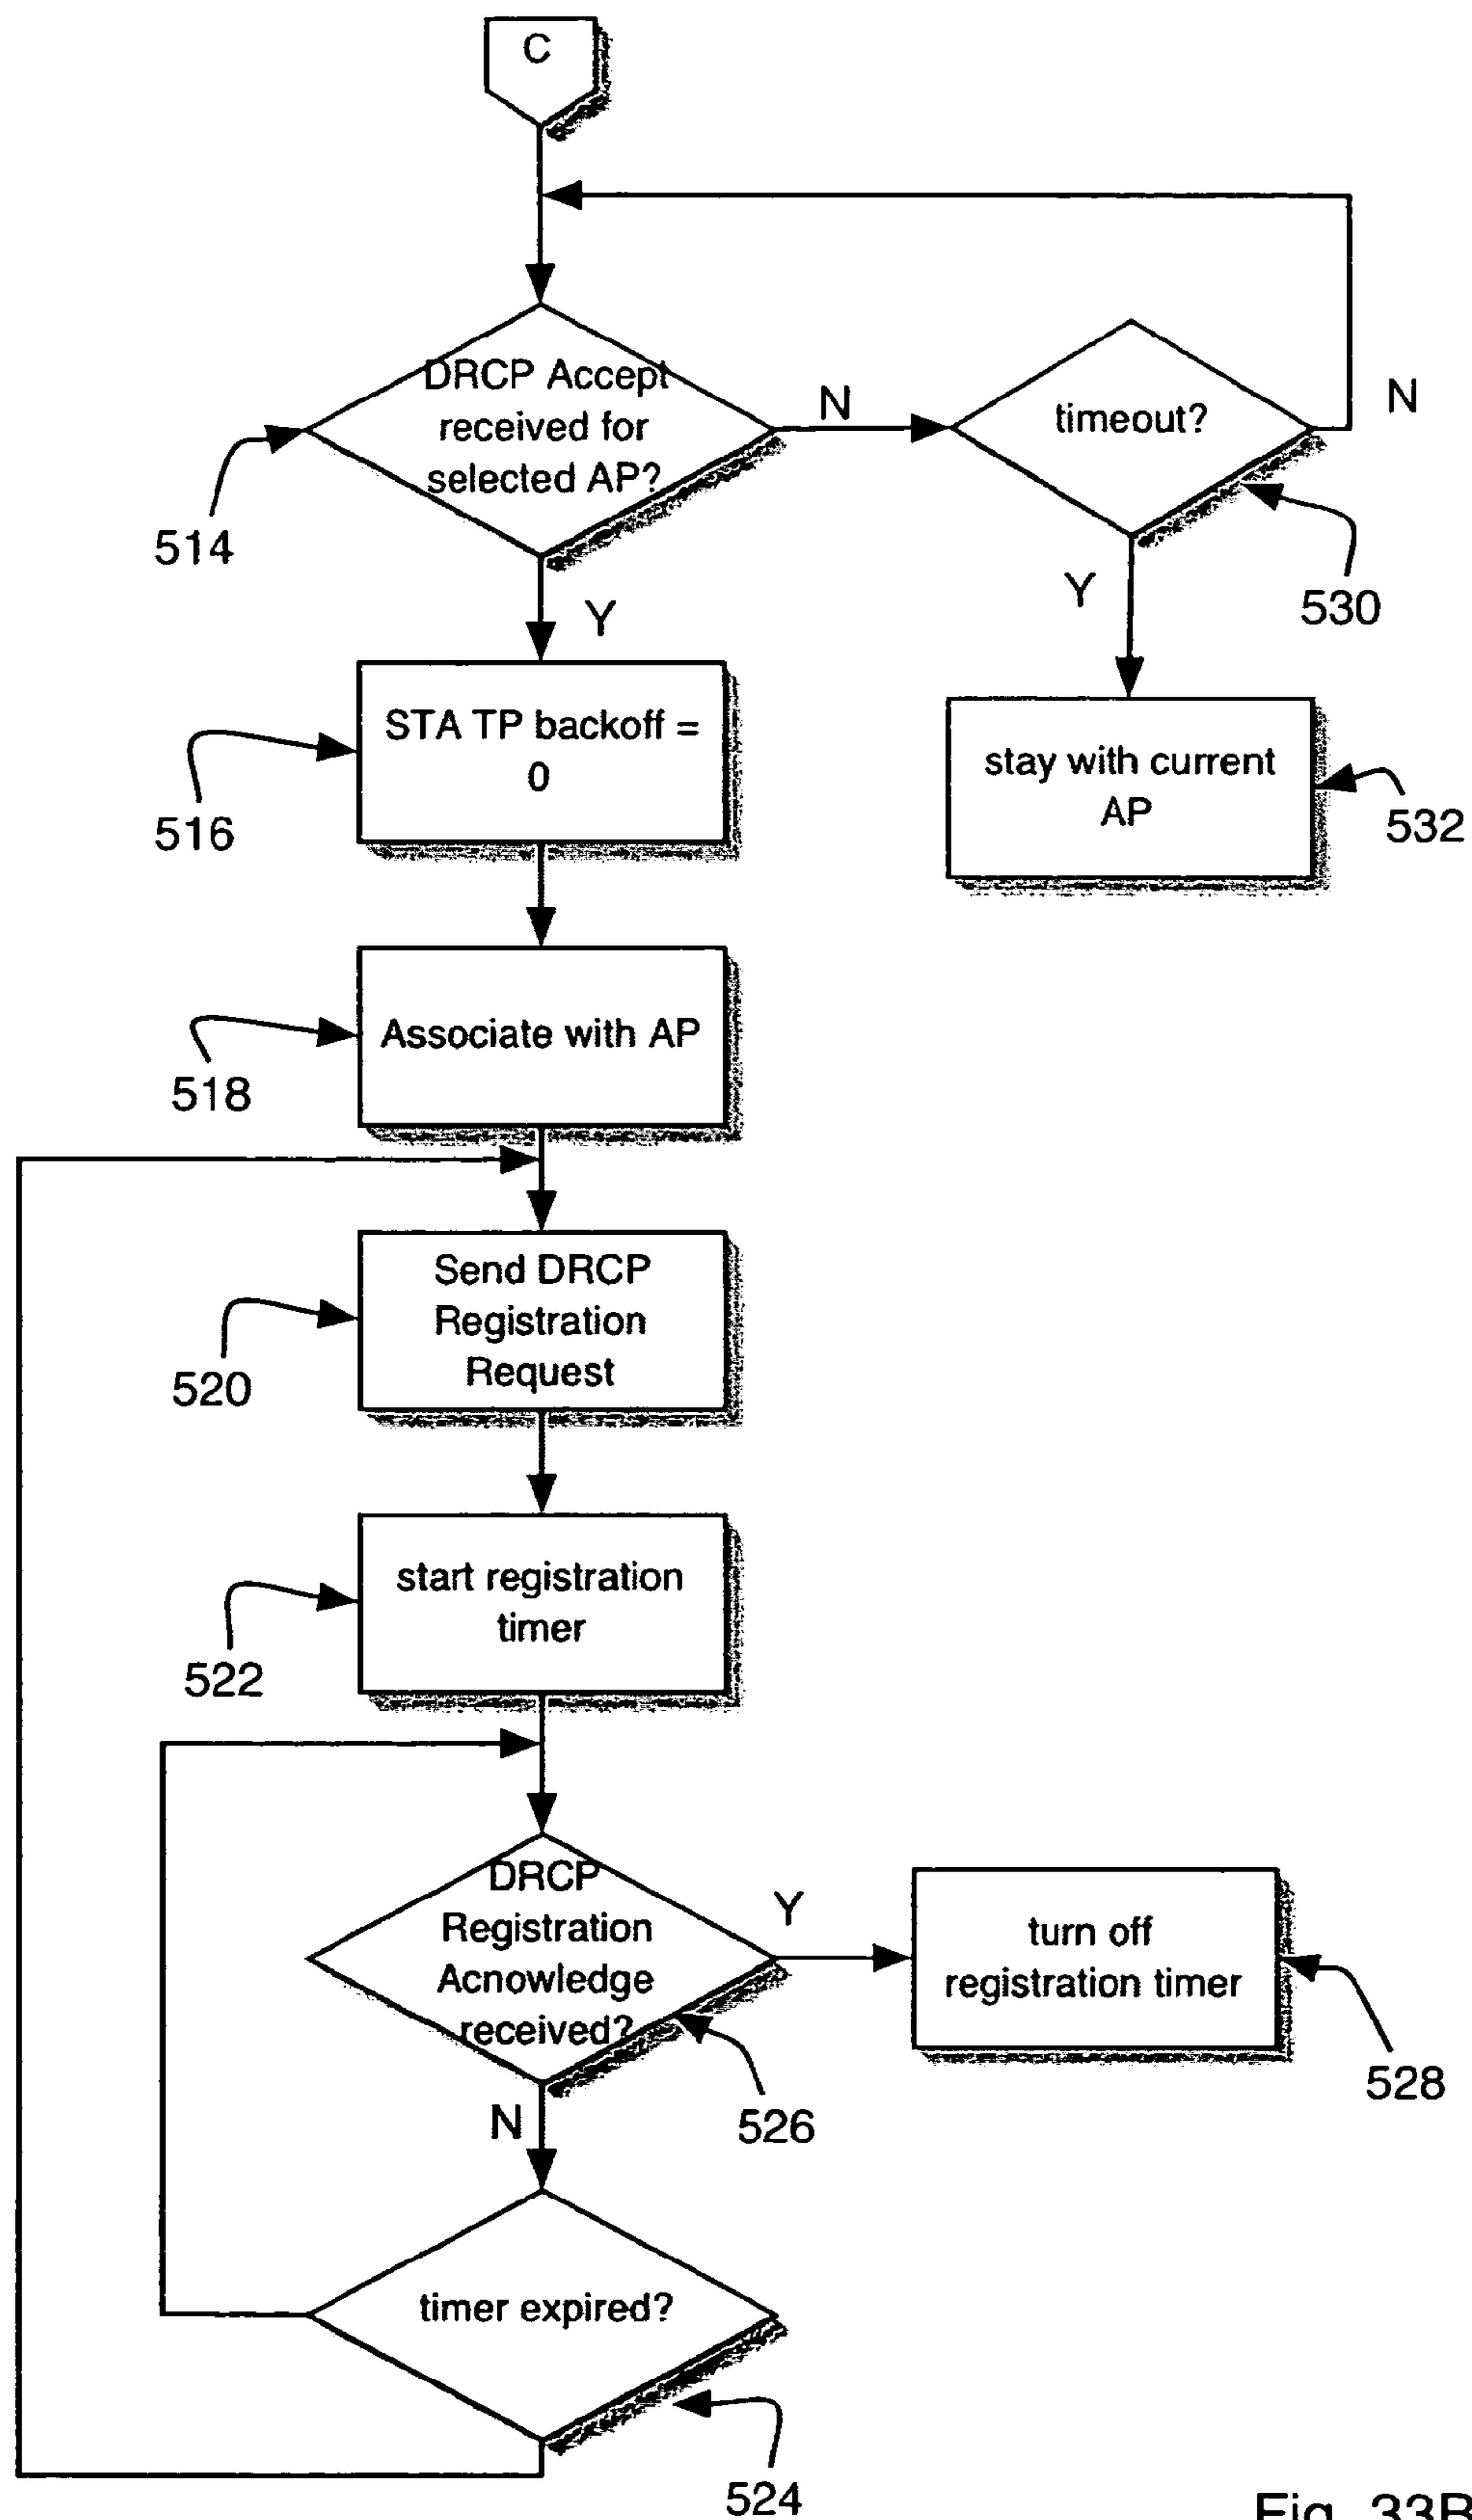 C
DRCP Accept
received for
selected AP?
N
timeout?
N
514
530
Y
Y
STA TP backoff =
0
516
stay with current
AP
532
Associate with AP
518
Send DRCP
Registration
Request
520
start registration
timer
522
DRCP
Registration
Acnowledge
received?
Y
turn off
registration timer
528
526
N
timer expired?
524
Fig. 33B